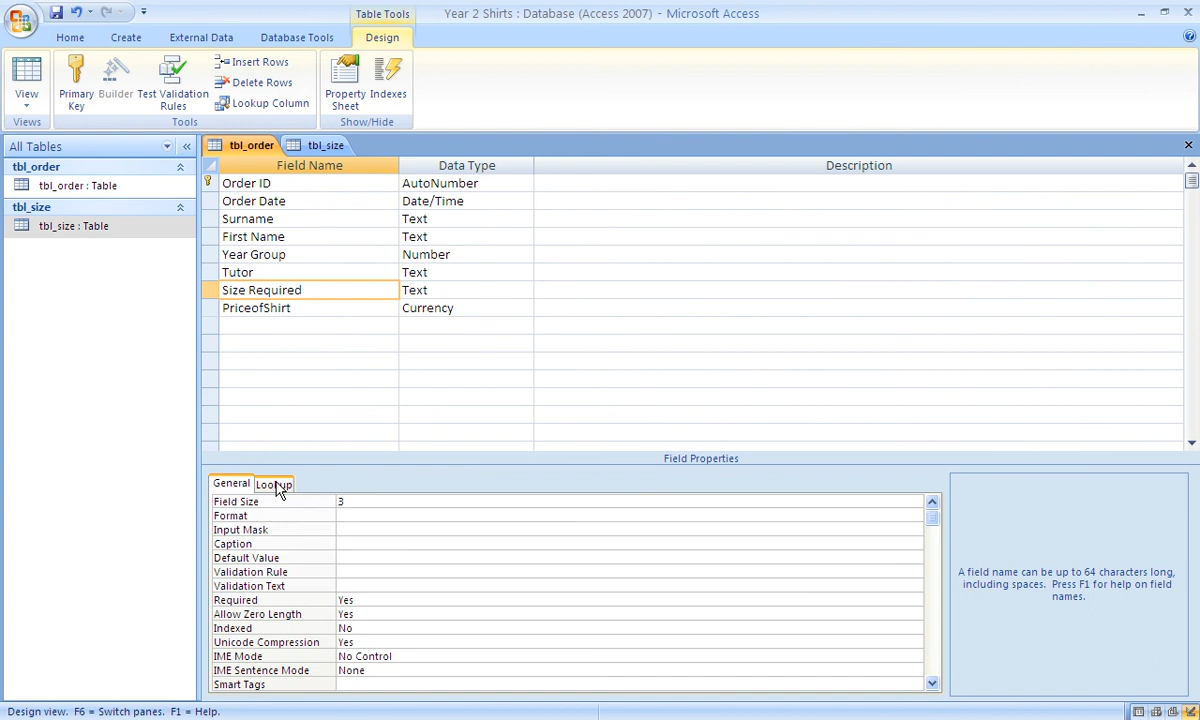 Table Tools
Year 2 Shirts : Database (Access 2007) - Microsoft Access
Home
Create
External Data
Database Tools
Design
View
Primary Key
Builder
Test Validation Rules
Insert Rows
Delete Rows
Lookup Column
Property Sheet
Indexes
Views
Tools
Show/Hide
All Tables
«
tbl_order
tbl_order : Table
tbl_size
tbl_size : Table
tbl_order
tbl_size
Field Name Data Type Description
Order ID AutoNumber
Order Date Date/Time
Surname Text
First Name Text
Year Group Number
Tutor Text
Size Required Text
PriceofShirt Currency
Field Properties
General Lookup
Field Size 3
Format
Input Mask
Caption
Default Value
Validation Rule
Validation Text
Required Yes
Allow Zero Length Yes
Indexed No
Unicode Compression Yes
IME Mode No Control
IME Sentence Mode None
Smart Tags
A field name can be up to 64 characters long,
including spaces. Press F1 for help on field
names.
Design view. F6 = Switch panes. F1 = Help.